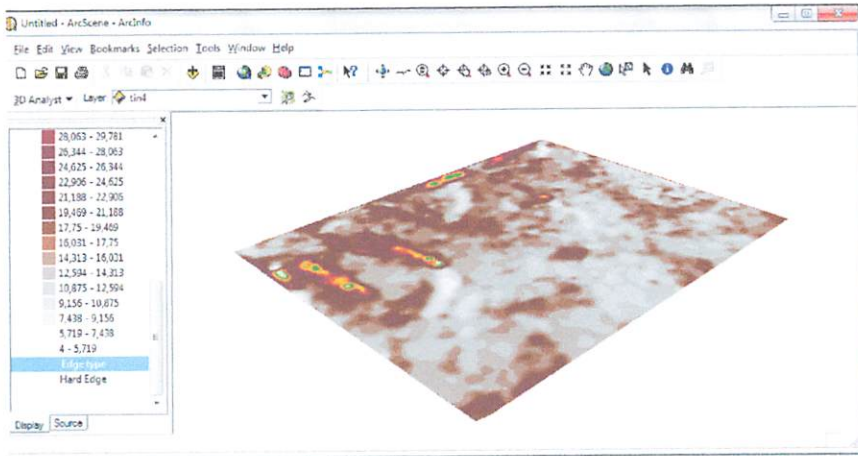 Untitled - ArcScene - ArcInfo
File Edit View Bookmarks Selection Tools Window Help
3D Analyst Layer: tin4
28,063 - 29,781
26,344 - 28,063
24,625 - 26,344
22,906 - 24,625
21,188 - 22,906
19,469 - 21,188
17,75 - 19,469
16,031 - 17,75
14,313 - 16,031
12,594 - 14,313
10,875 - 12,594
9,156 - 10,875
7,438 - 9,156
5,719 - 7,438
4 - 5,719
Edge type
Hard Edge
Display Source